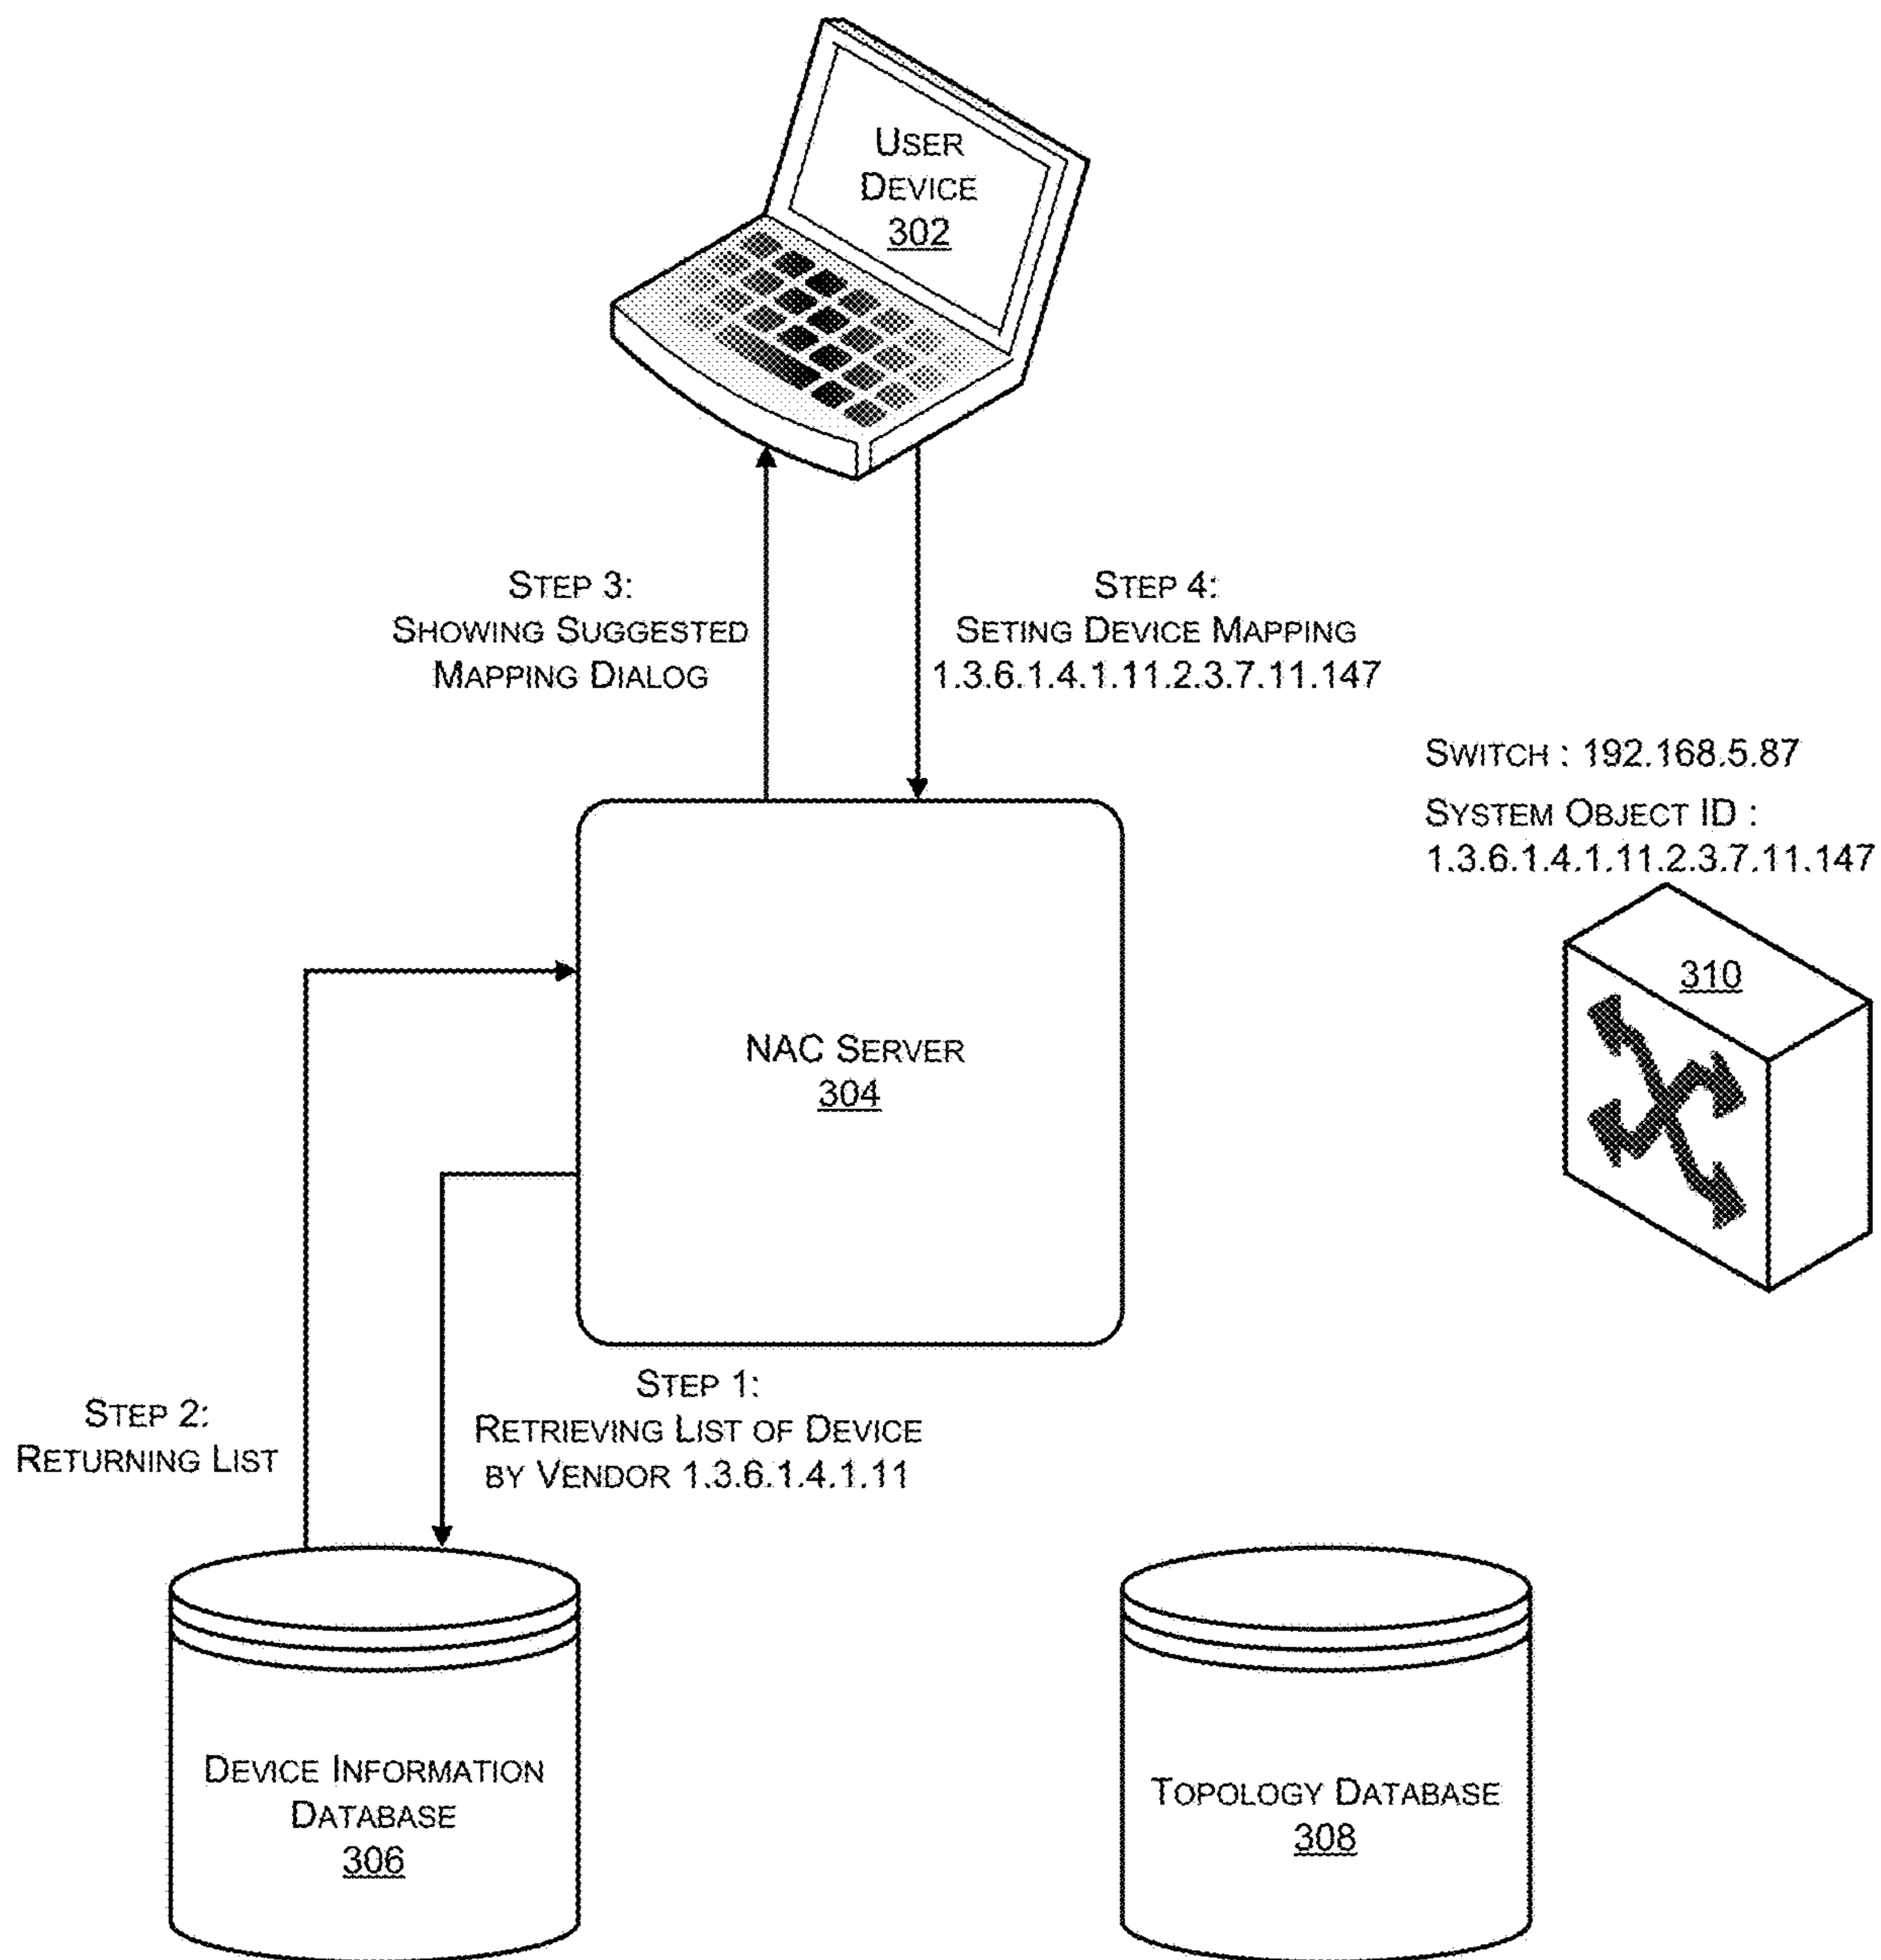 USER
DEVICE
302
STEP 3:
SHOWING SUGGESTED
MAPPING DIALOG
STEP 4:
SETING DEVICE MAPPING
1.3.6.1.4.1.11.2.3.7.11.147
SWITCH : 192.168.5.87
SYSTEM OBJECT ID :
1.3.6.1.4.1.11.2.3.7.11.147
310
NAC SERVER
304
STEP 1:
RETRIEVING LIST OF DEVICE
BY VENDOR 1.3.6.1.4.1.11
STEP 2:
RETURNING LIST
DEVICE INFORMATION
DATABASE
306
TOPOLOGY DATABASE
308